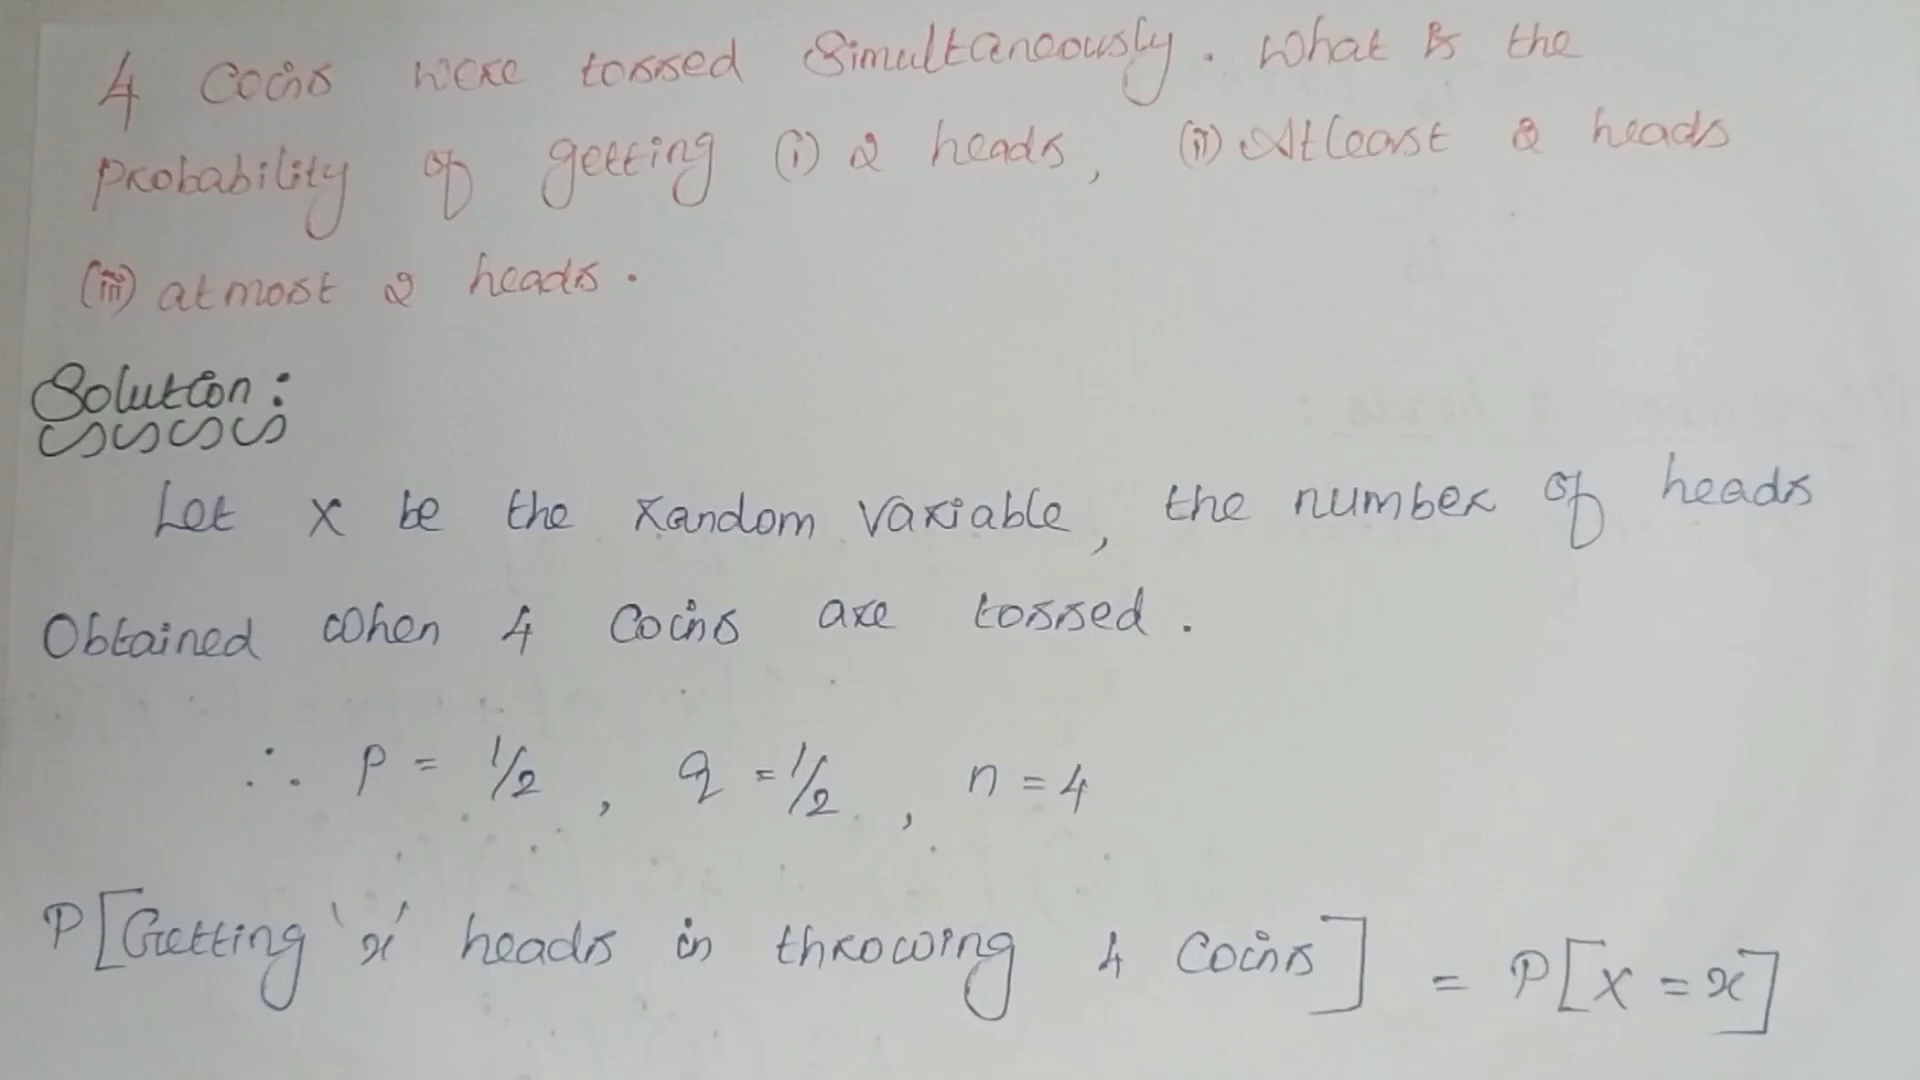 4 Coins were tossed Simultaneously. What is the
probability of getting (i) 2 heads, (ii) Atleast 2 heads
(iii) atmost 2 heads.
Solution:
Let X be the random variable, the number of heads
Obtained when 4 Coins are tossed.
∴ p = 1/2, q = 1/2, n = 4
P[Getting 'x' heads in throwing 4 Coins] = P[X = x]